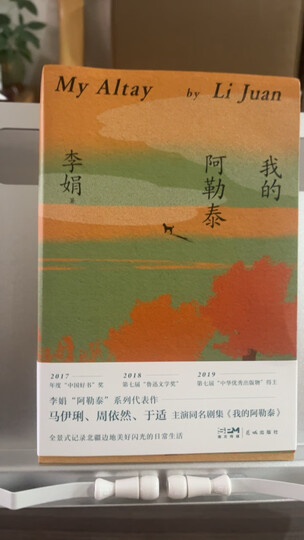 My Altay by Li Juan
我的
阿勒泰
李娟 著
2017
年度“中国好书”奖
2018
第七届“鲁迅文学奖”
2019
第七届“中华优秀出版物”得主
李娟“阿勒泰”系列代表作
马伊琍、周依然、于适 主演同名剧集《我的阿勒泰》
全景式记录北疆边地美好闪光的日常生活
花城出版社